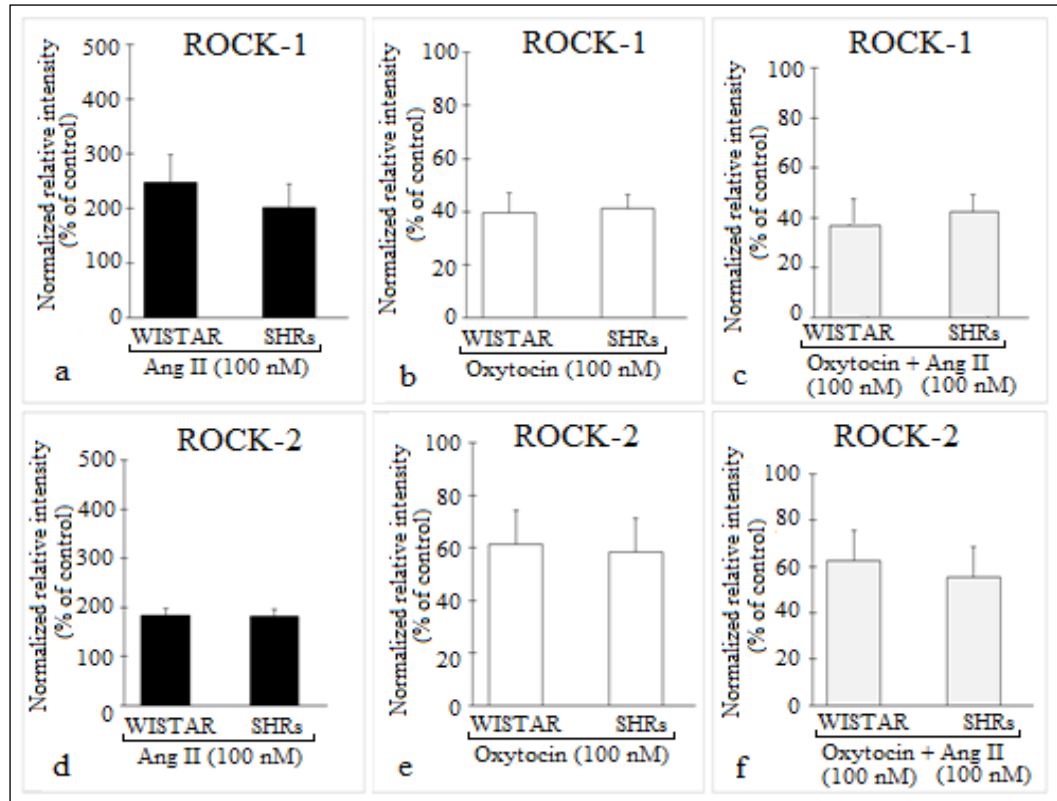 ROCK-1
Normalized relative intensity
(% of control)
500
400
300
200
100
0
WISTAR SHRs
Ang II (100 nM)
a
ROCK-1
Normalized relative intensity
(% of control)
100
80
60
40
20
0
WISTAR SHRs
Oxytocin (100 nM)
b
ROCK-1
Normalized relative intensity
(% of control)
100
80
60
40
20
0
WISTAR SHRs
Oxytocin + Ang II
(100 nM) (100 nM)
c
ROCK-2
Normalized relative intensity
(% of control)
500
400
300
200
100
0
WISTAR SHRs
Ang II (100 nM)
d
ROCK-2
Normalized relative intensity
(% of control)
100
80
60
40
20
0
WISTAR SHRs
Oxytocin (100 nM)
e
ROCK-2
Normalized relative intensity
(% of control)
100
80
60
40
20
0
WISTAR SHRs
Oxytocin + Ang II
(100 nM) (100 nM)
f